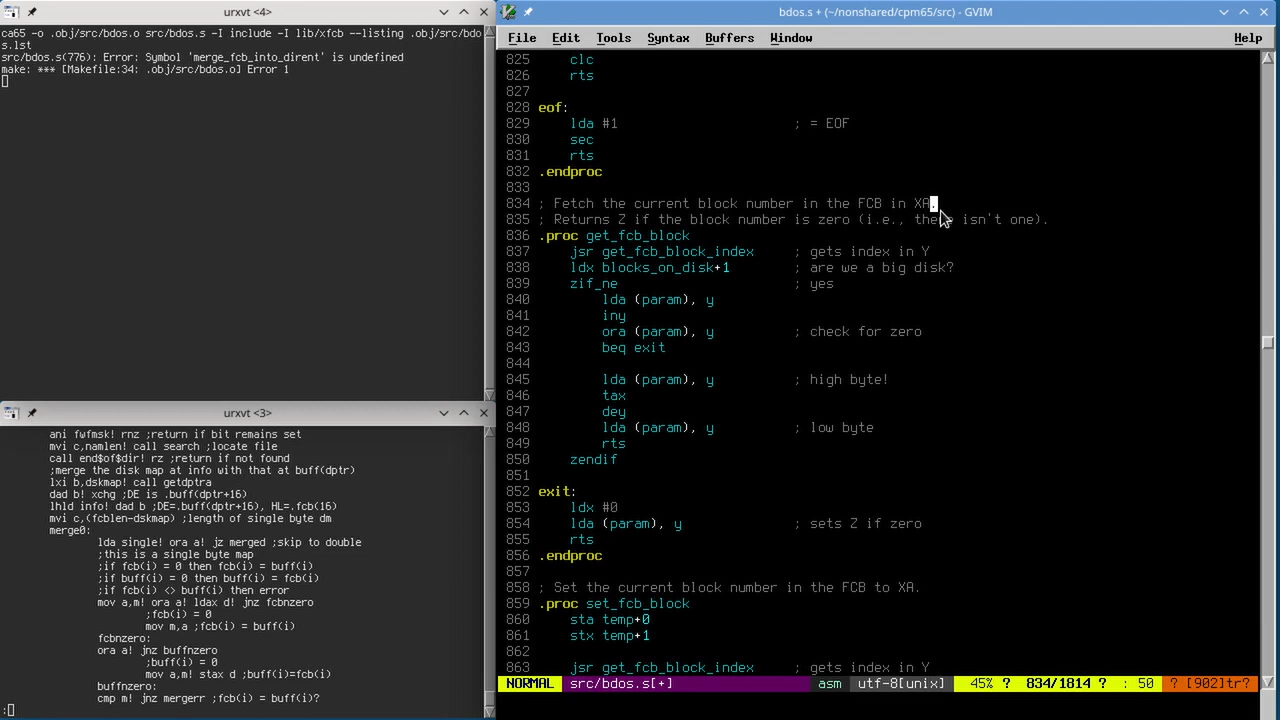 urxvt <4>
ca65 -o .obj/src/bdos.o src/bdos.s -I include -I lib/xfcb --listing .obj/src/bdo
s.lst
src/bdos.s(776): Error: Symbol 'merge_fcb_into_dirent' is undefined
make: *** [Makefile:34: .obj/src/bdos.o] Error 1
urxvt <3>
ani fwfmsk! rnz ;return if bit remains set
mvi c,namlen! call search ;locate file
call end$of$dir! rz ;return if not found
;merge the disk map at info with that at buff(dptr)
lxi b,dskmap! call getdptra
dad b! xchg ;DE is .buff(dptr+16)
lhld info! dad b ;DE=.buff(dptr+16), HL=.fcb(16)
mvi c,(fcblen-dskmap) ;length of single byte dm
merge0:
lda single! ora a! jz merged ;skip to double
;this is a single byte map
;if fcb(i) = 0 then fcb(i) = buff(i)
;if buff(i) = 0 then buff(i) = fcb(i)
;if fcb(i) <> buff(i) then error
mov a,m! ora a! ldax d! jnz fcbnzero
;fcb(i) = 0
mov m,a ;fcb(i) = buff(i)
fcbnzero:
ora a! jnz buffnzero
;buff(i) = 0
mov a,m! stax d ;buff(i)=fcb(i)
buffnzero:
cmp m! jnz mergerr ;fcb(i) = buff(i)?
:
bdos.s + (~/nonshared/cpm65/src) - GVIM
File Edit Tools Syntax Buffers Window Help
825 clc
826 rts
827
828 eof:
829 lda #1 ; = EOF
830 sec
831 rts
832 .endproc
833
834 ; Fetch the current block number in the FCB in XA.
835 ; Returns Z if the block number is zero (i.e., there isn't one).
836 .proc get_fcb_block
837 jsr get_fcb_block_index ; gets index in Y
838 ldx blocks_on_disk+1 ; are we a big disk?
839 zif_ne ; yes
840 lda (param), y
841 iny
842 ora (param), y ; check for zero
843 beq exit
844
845 lda (param), y ; high byte!
846 tax
847 dey
848 lda (param), y ; low byte
849 rts
850 zendif
851
852 exit:
853 ldx #0
854 lda (param), y ; sets Z if zero
855 rts
856 .endproc
857
858 ; Set the current block number in the FCB to XA.
859 .proc set_fcb_block
860 sta temp+0
861 stx temp+1
862
863 jsr get_fcb_block_index ; gets index in Y
NORMAL src/bdos.s[+] asm utf-8[unix] 45% ? 834/1814 ? : 50 ? [902]tr?